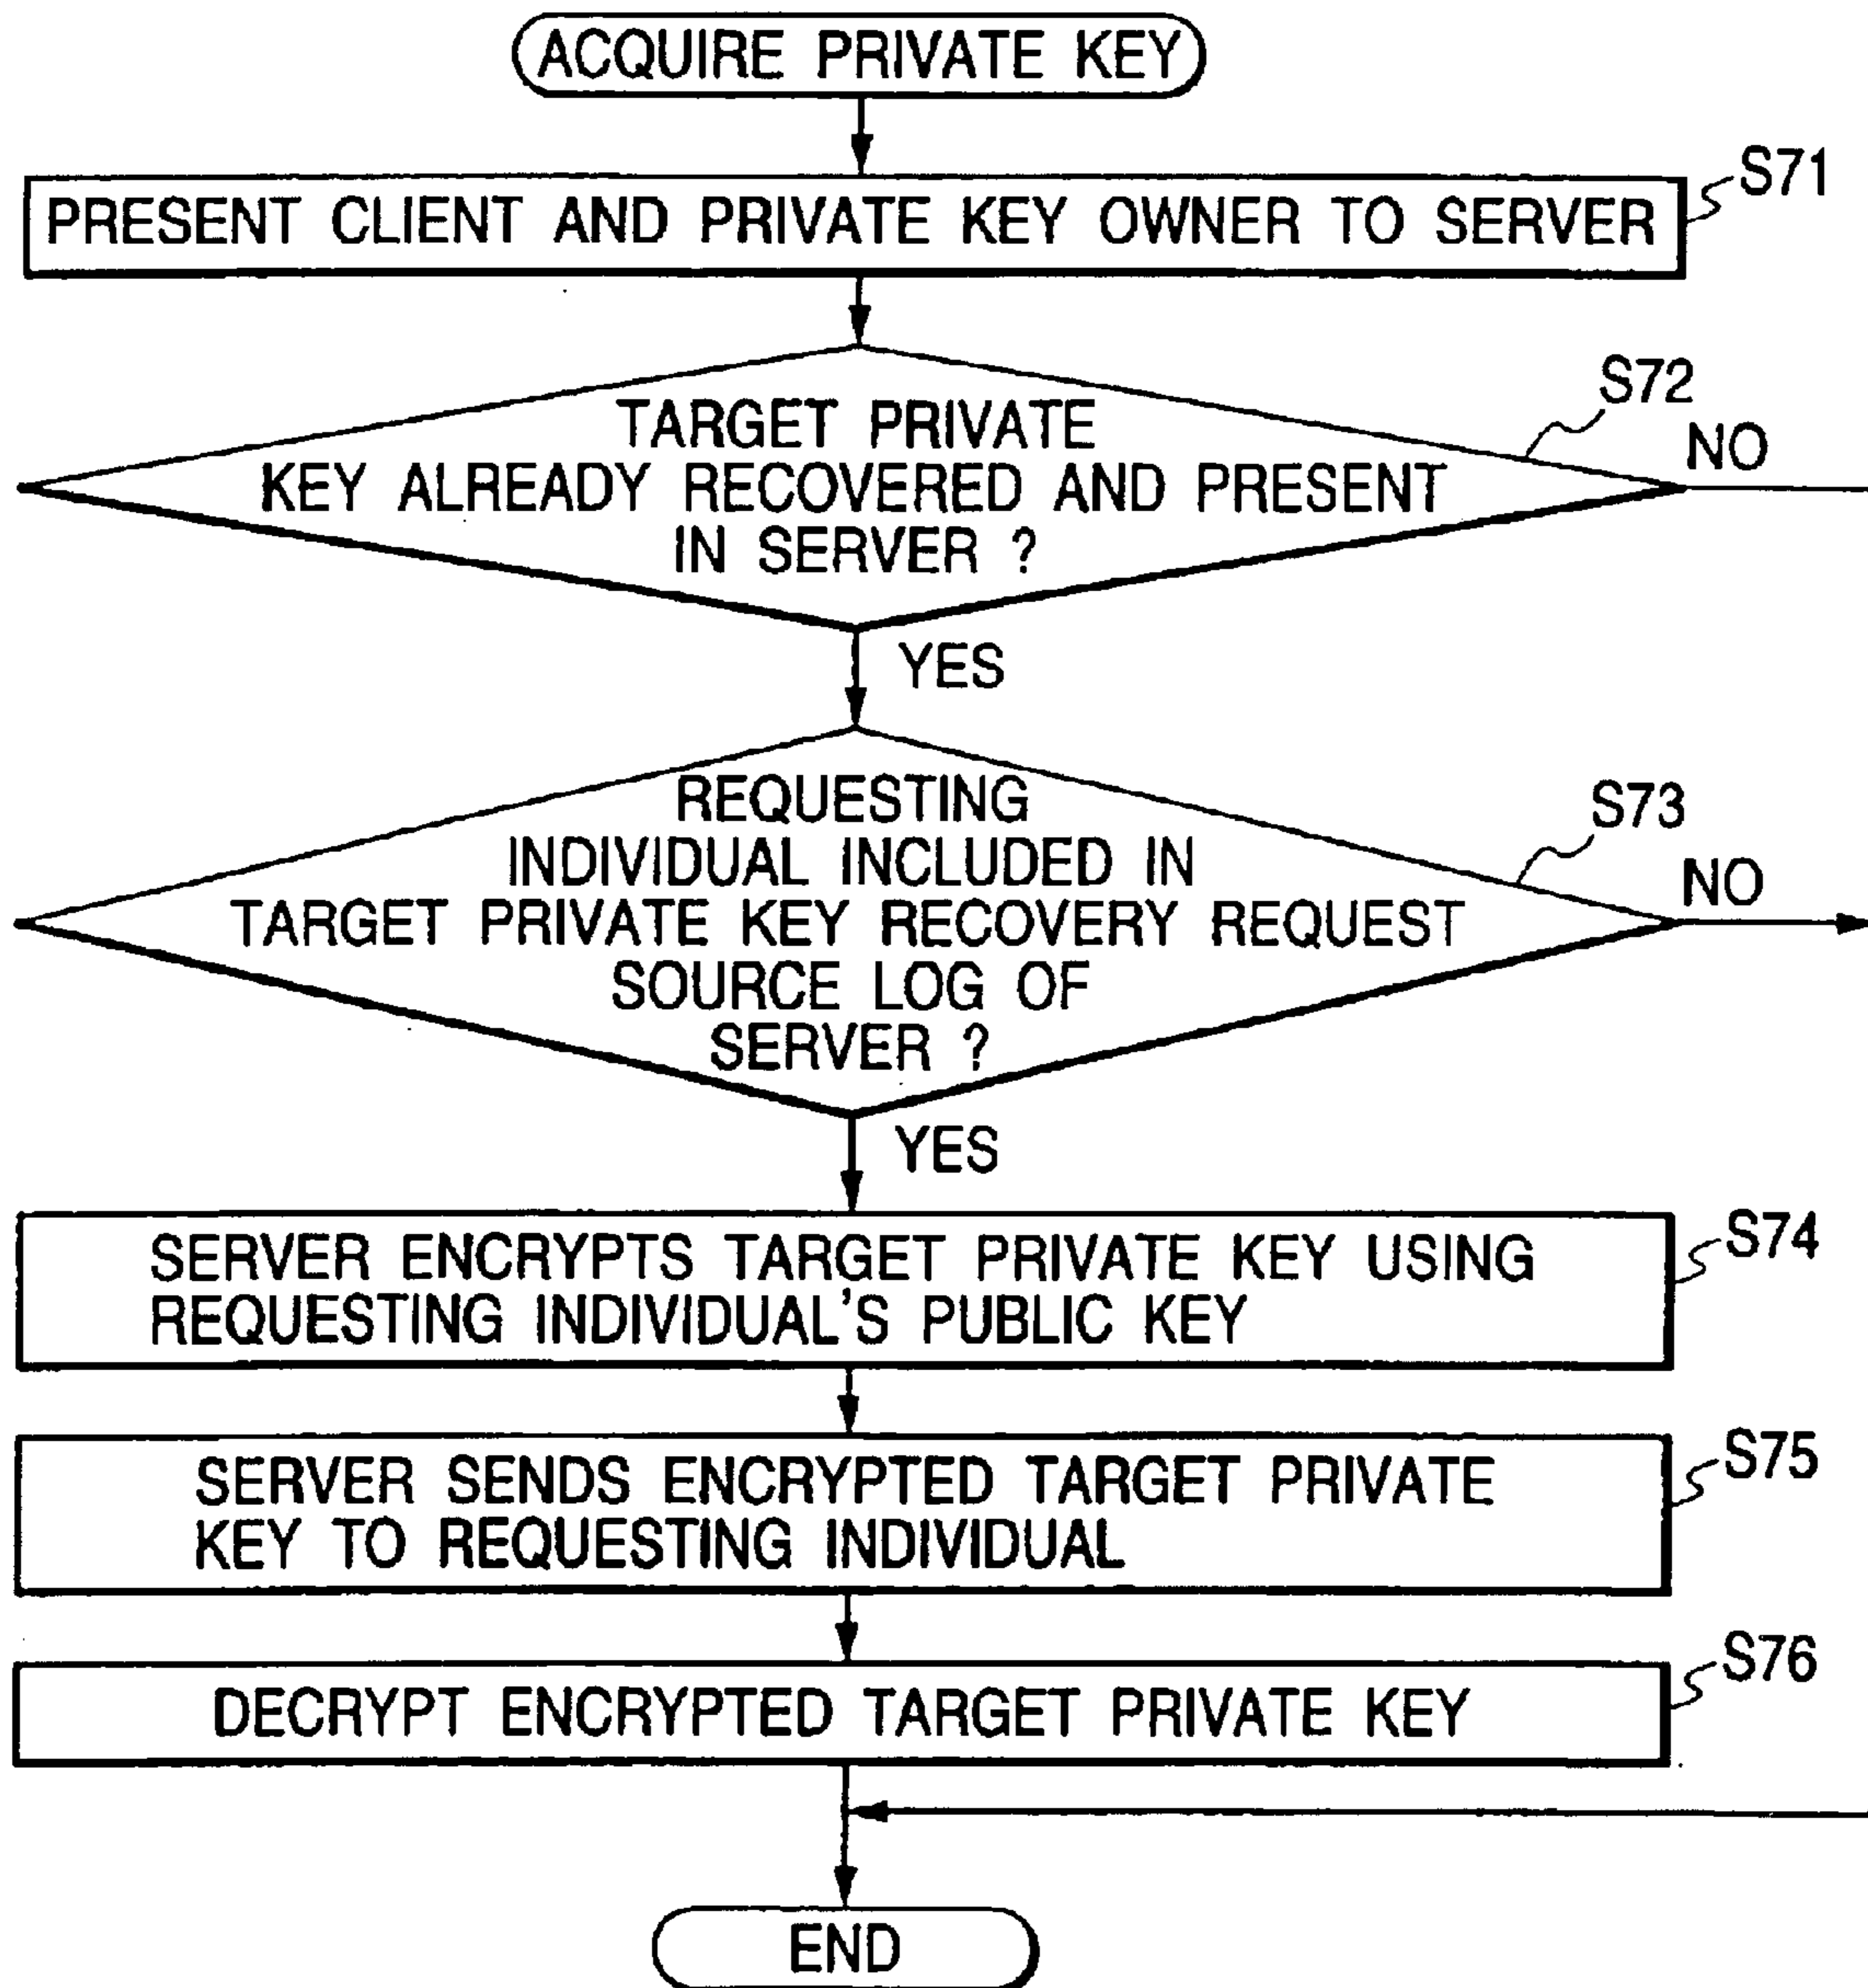 ACQUIRE PRIVATE KEY
S71
PRESENT CLIENT AND PRIVATE KEY OWNER TO SERVER
S72
TARGET PRIVATE
KEY ALREADY RECOVERED AND PRESENT
IN SERVER ?
NO
YES
S73
REQUESTING
INDIVIDUAL INCLUDED IN
TARGET PRIVATE KEY RECOVERY REQUEST
SOURCE LOG OF
SERVER ?
NO
YES
S74
SERVER ENCRYPTS TARGET PRIVATE KEY USING
REQUESTING INDIVIDUAL'S PUBLIC KEY
S75
SERVER SENDS ENCRYPTED TARGET PRIVATE
KEY TO REQUESTING INDIVIDUAL
S76
DECRYPT ENCRYPTED TARGET PRIVATE KEY
END